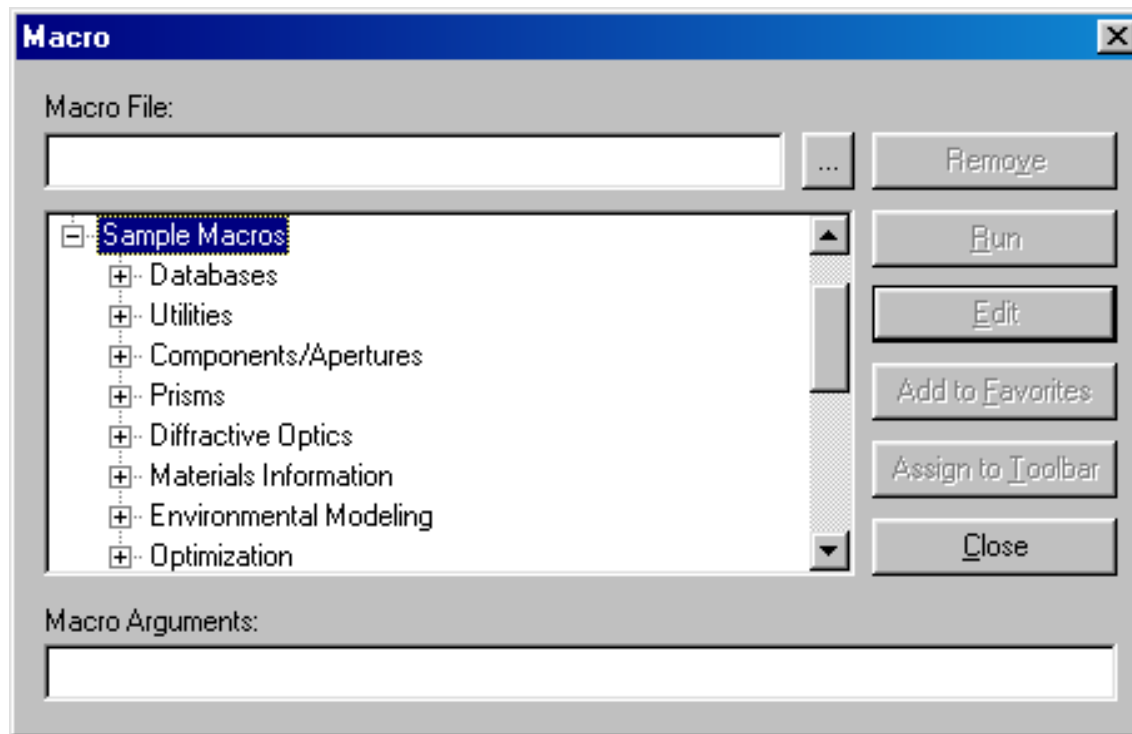 Macro
Macro File:
...
Remove
Sample Macros
Run
Databases
Utilities
Edit
Components/Apertures
Prisms
Add to Favorites
Diffractive Optics
Materials Information
Assign to Toolbar
Environmental Modeling
Optimization
Close
Macro Arguments: